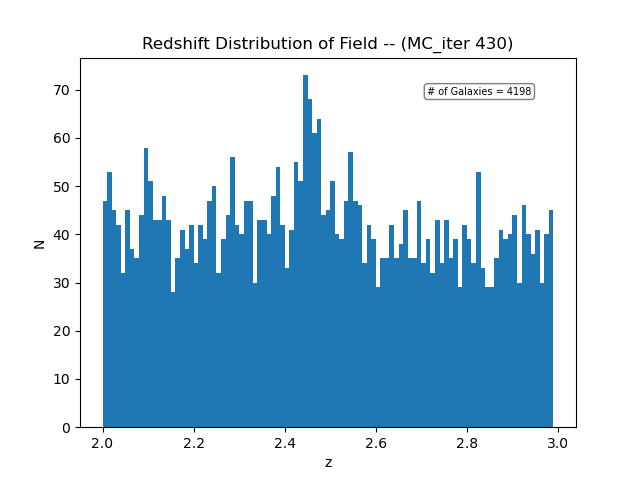 Redshift Distribution of Field -- (MC_iter 430)
# of Galaxies = 4198
N
70
60
50
40
30
20
10
0
2.0 2.2 2.4 2.6 2.8 3.0
z